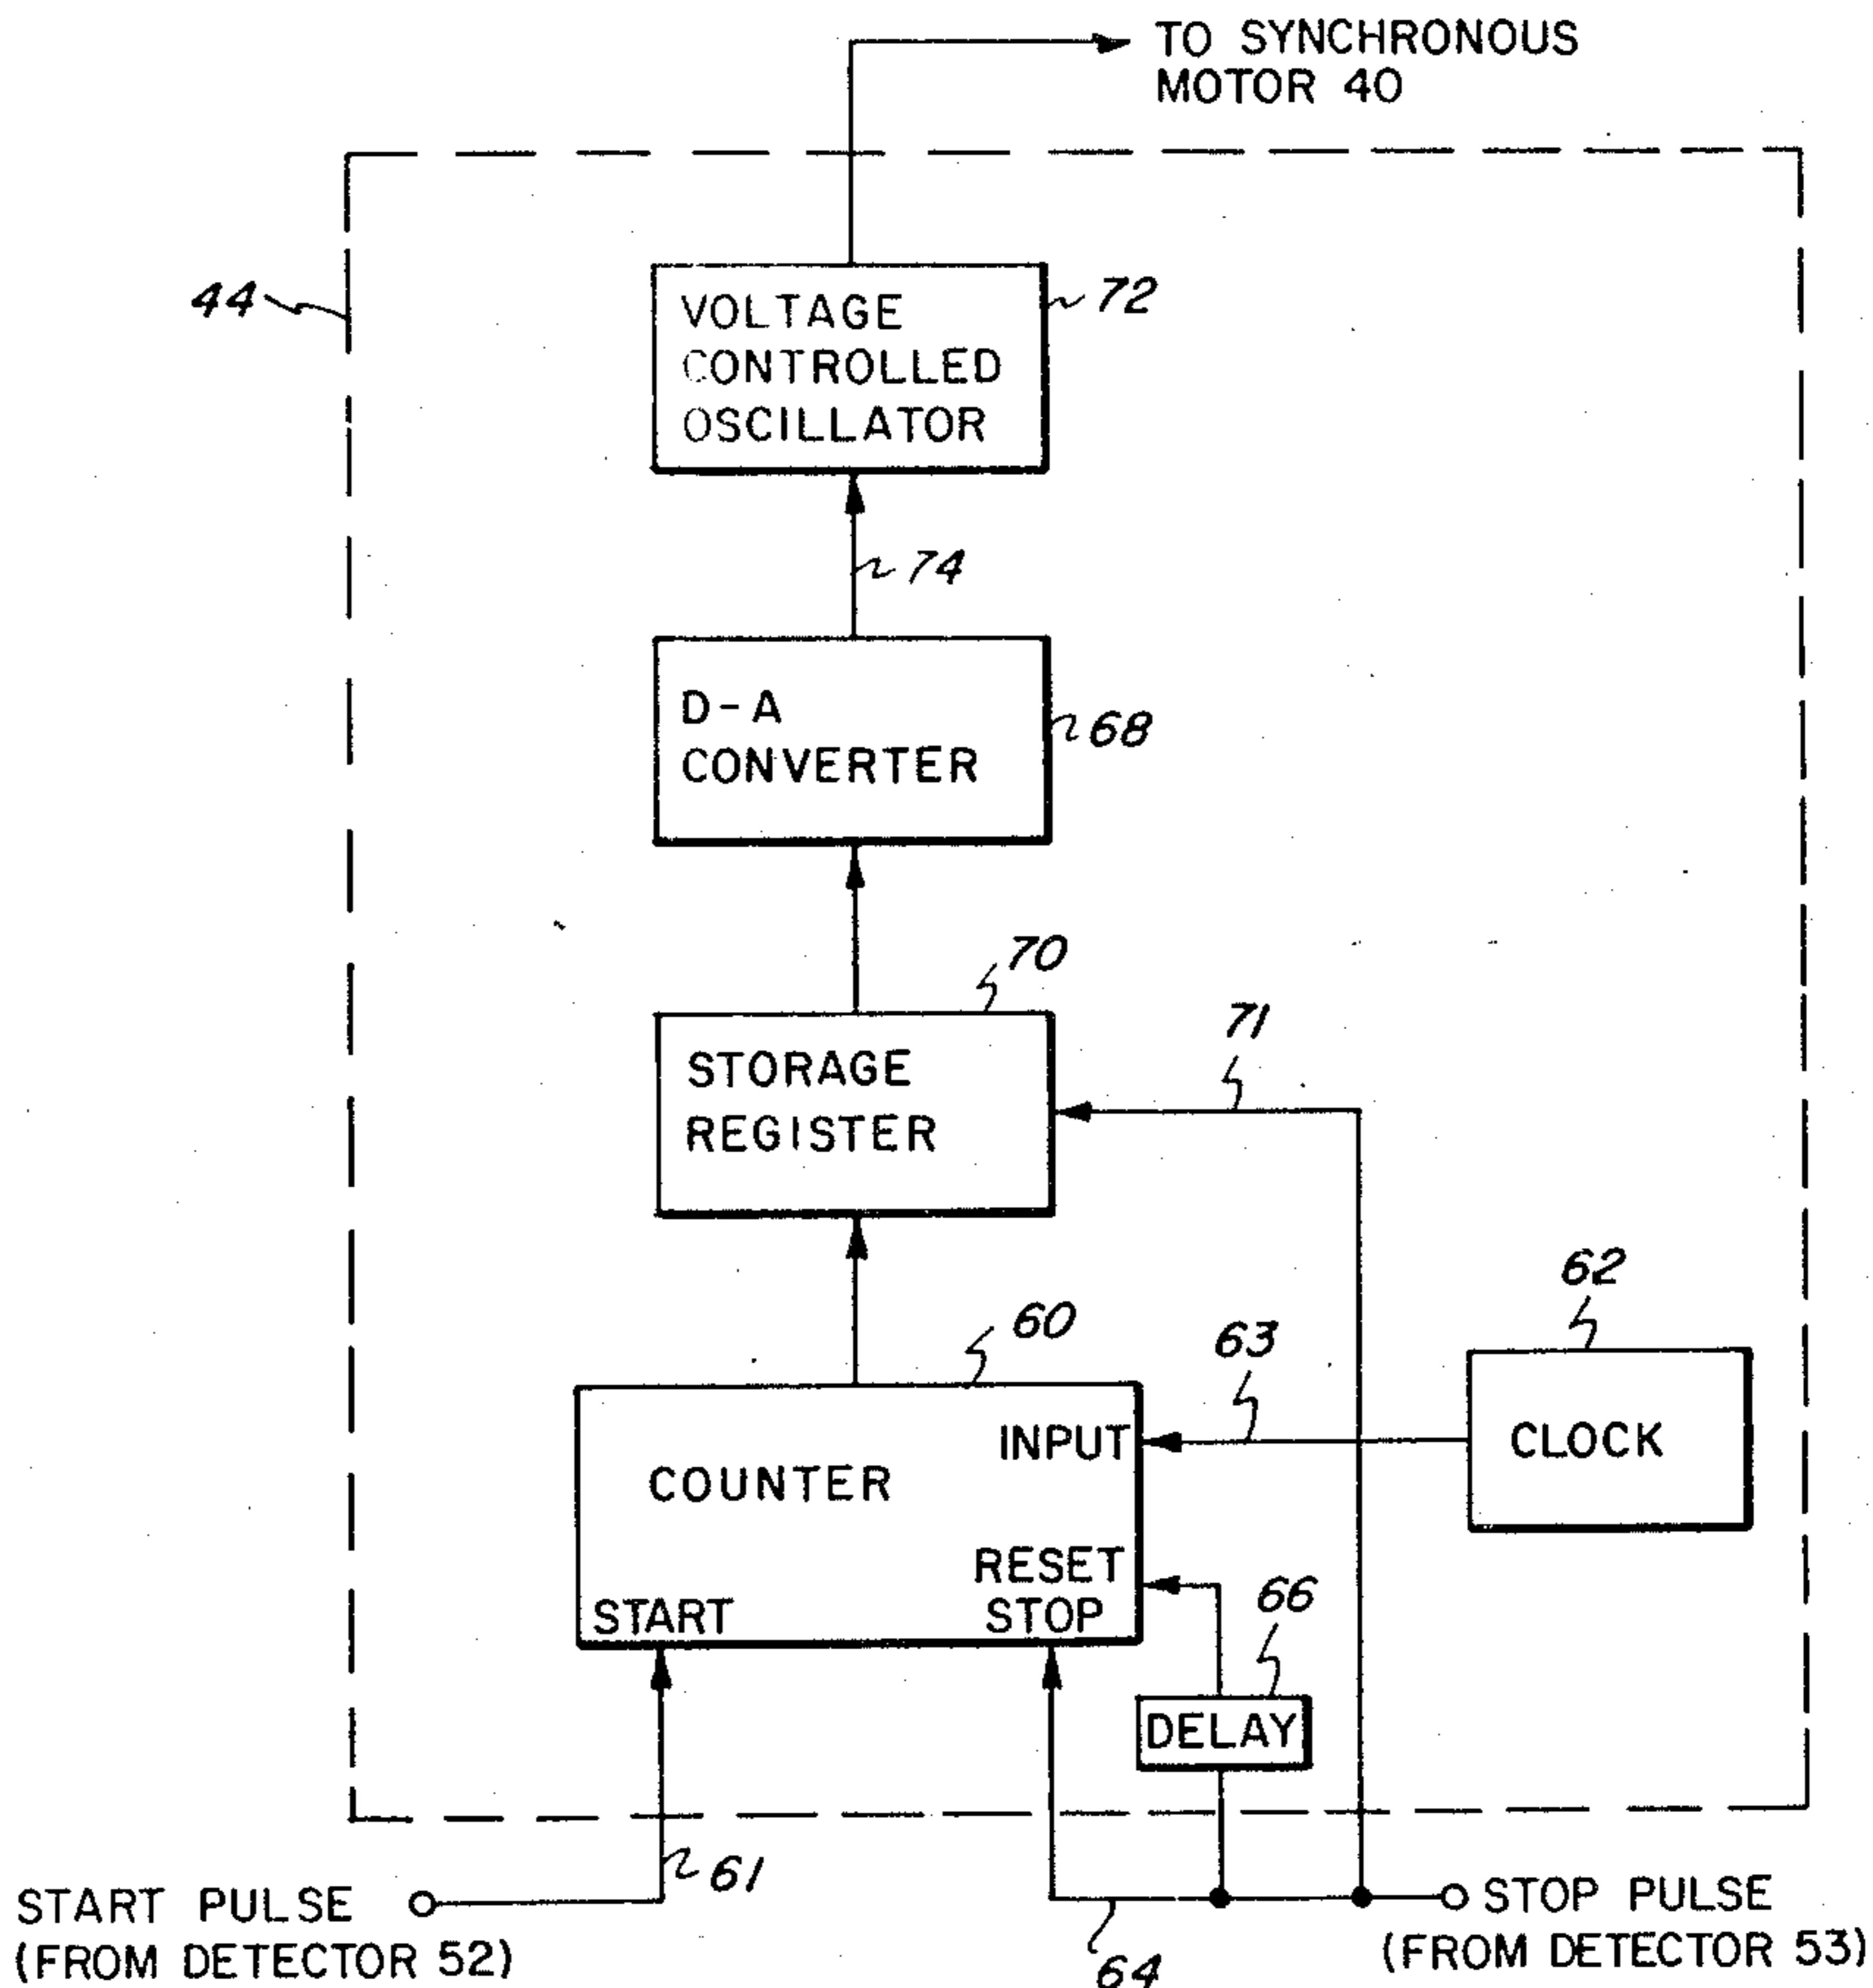 TO SYNCHRONOUS
MOTOR 40
44
VOLTAGE
CONTROLLED
OSCILLATOR
72
74
D-A
CONVERTER
68
70
STORAGE
REGISTER
71
62
60
63
INPUT
CLOCK
COUNTER
RESET
STOP
START
66
DELAY
61
START PULSE
(FROM DETECTOR 52)
64
STOP PULSE
(FROM DETECTOR 53)